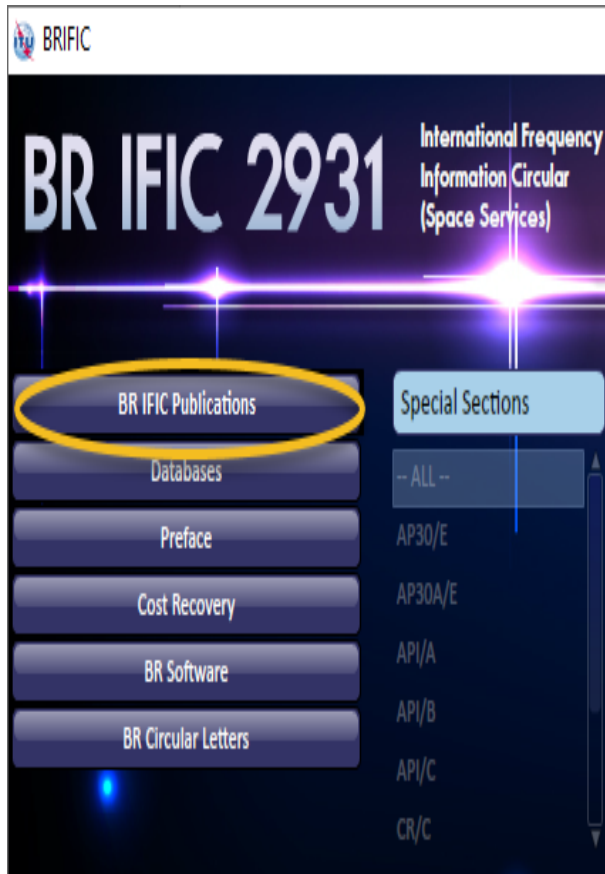 itu BRIFIC
BR IFIC 2931
International Frequency
Information Circular
(Space Services)
BR IFIC Publications
Databases
Preface
Cost Recovery
BR Software
BR Circular Letters
Special Sections
-- ALL --
AP30/E
AP30A/E
API/A
API/B
API/C
CR/C